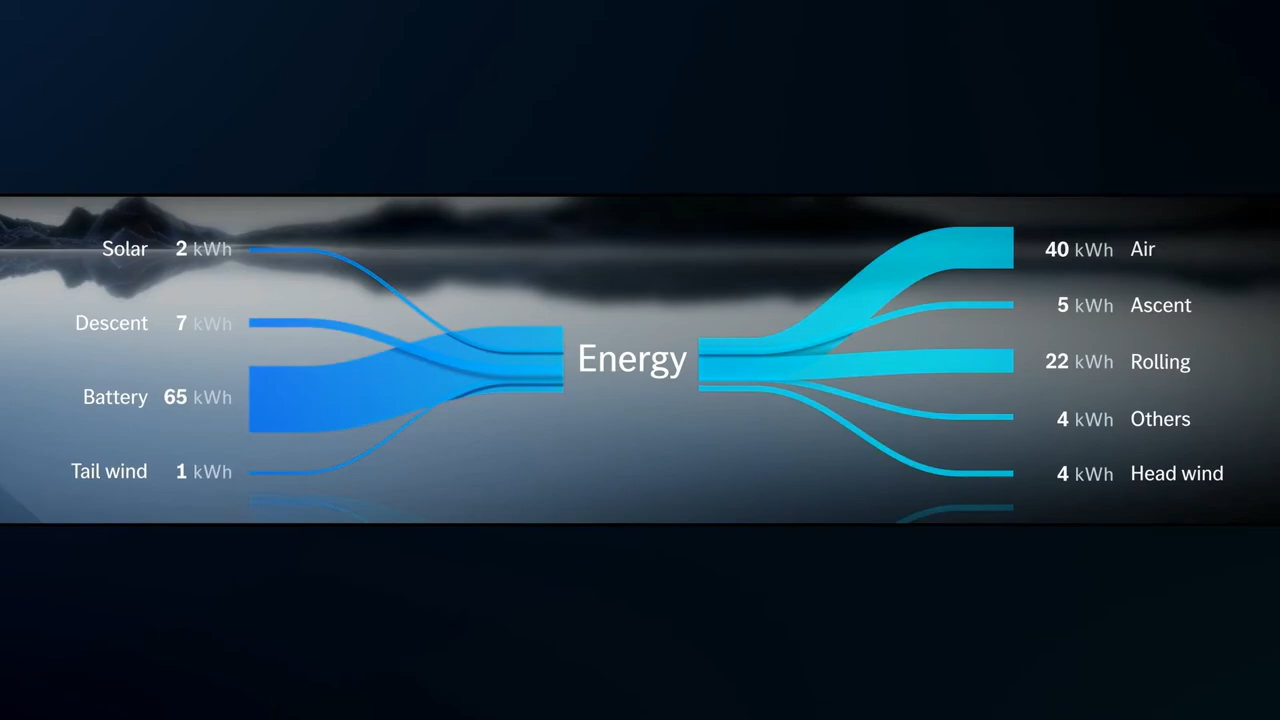 Solar 2 kWh
Descent 7 kWh
Battery 65 kWh
Tail wind 1 kWh
Energy
40 kWh Air
5 kWh Ascent
22 kWh Rolling
4 kWh Others
4 kWh Head wind